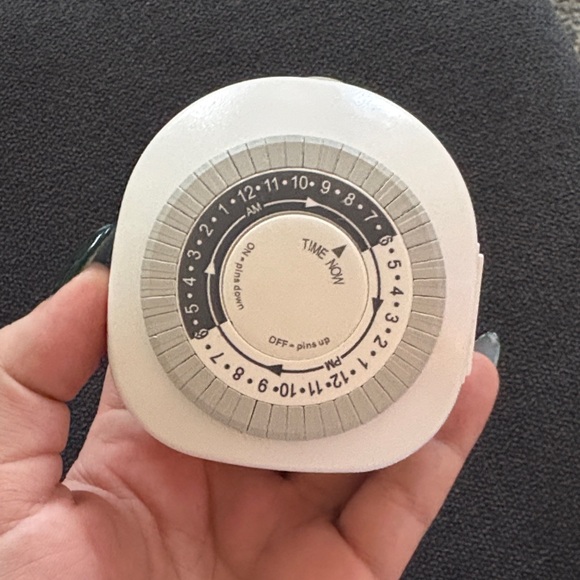 12•11•10•9•8•7•6•5•4•3•2•1•12•11•10•9•8•7•6•5•4•3•2•1•
AM
PM
TIME NOW
ON•pins down
OFF=pins up